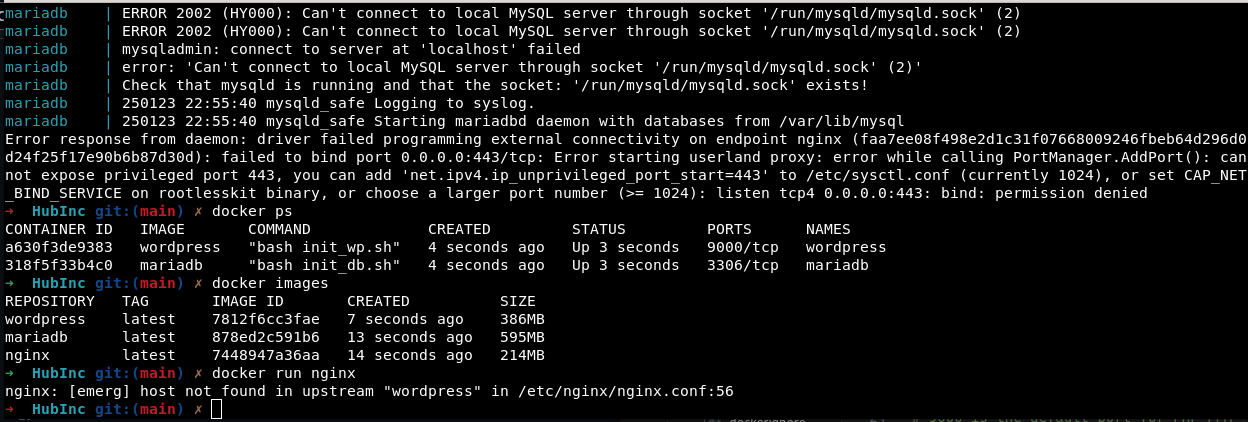 mariadb    | ERROR 2002 (HY000): Can't connect to local MySQL server through socket '/run/mysqld/mysqld.sock' (2)
mariadb    | ERROR 2002 (HY000): Can't connect to local MySQL server through socket '/run/mysqld/mysqld.sock' (2)
mariadb    | mysqladmin: connect to server at 'localhost' failed
mariadb    | error: 'Can't connect to local MySQL server through socket '/run/mysqld/mysqld.sock' (2)'
mariadb    | Check that mysqld is running and that the socket: '/run/mysqld/mysqld.sock' exists!
mariadb    | 250123 22:55:40 mysqld_safe Logging to syslog.
mariadb    | 250123 22:55:40 mysqld_safe Starting mariadbd daemon with databases from /var/lib/mysql
Error response from daemon: driver failed programming external connectivity on endpoint nginx (faa7ee08f498e2d1c31f07668009246fbeb64d296d0
d24f25f17e90b6b87d30d): failed to bind port 0.0.0.0:443/tcp: Error starting userland proxy: error while calling PortManager.AddPort(): can
not expose privileged port 443, you can add 'net.ipv4.ip_unprivileged_port_start=443' to /etc/sysctl.conf (currently 1024), or set CAP_NET
_BIND_SERVICE on rootlesskit binary, or choose a larger port number (>= 1024): listen tcp4 0.0.0.0:443: bind: permission denied
➜  HubInc git:(main) ✗ docker ps
CONTAINER ID   IMAGE       COMMAND             CREATED         STATUS         PORTS      NAMES
a630f3de9383   wordpress   "bash init_wp.sh"   4 seconds ago   Up 3 seconds   9000/tcp   wordpress
318f5f33b4c0   mariadb     "bash init_db.sh"   4 seconds ago   Up 3 seconds   3306/tcp   mariadb
➜  HubInc git:(main) ✗ docker images
REPOSITORY   TAG       IMAGE ID       CREATED          SIZE
wordpress    latest    7812f6cc3fae   7 seconds ago    386MB
mariadb      latest    878ed2c591b6   13 seconds ago   595MB
nginx        latest    7448947a36aa   14 seconds ago   214MB
➜  HubInc git:(main) ✗ docker run nginx
nginx: [emerg] host not found in upstream "wordpress" in /etc/nginx/nginx.conf:56
➜  HubInc git:(main) ✗